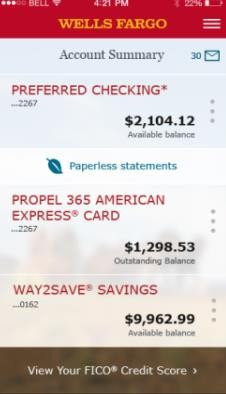 BELL 4:21 PM 22%
WELLS FARGO
Account Summary 30
PREFERRED CHECKING*
...2267
$2,104.12
Available balance
Paperless statements
PROPEL 365 AMERICAN
EXPRESS® CARD
...2267
$1,298.53
Outstanding Balance
WAY2SAVE® SAVINGS
...0162
$9,962.99
Available balance
View Your FICO® Credit Score ›